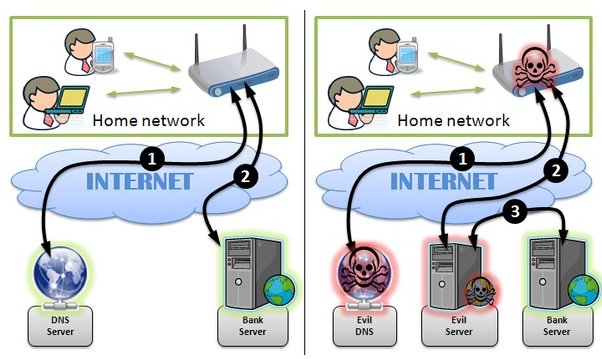 Home network
1
INTERNET
2
DNS
Server
Bank
Server
Home network
1
INTERNET
2
3
Evil
DNS
Evil
Server
Bank
Server